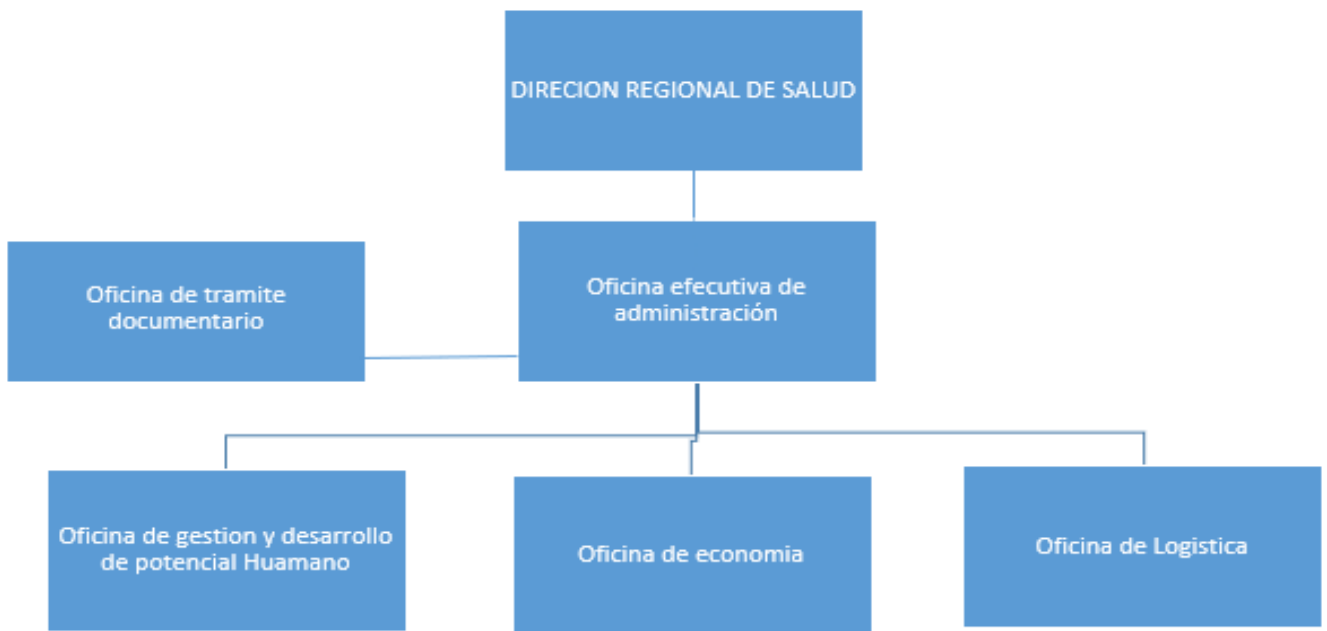 DIRECION REGIONAL DE SALUD
Oficina de tramite
documentario
Oficina efecutiva de
administración
Oficina de gestion y desarrollo
de potencial Huamano
Oficina de economia
Oficina de Logistica